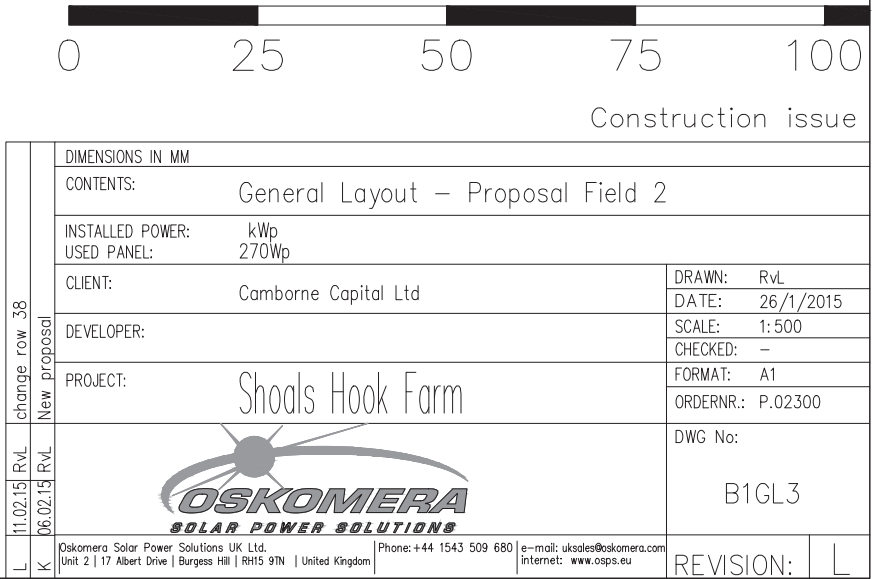 0 25 50 75 100
Construction issue
DIMENSIONS IN MM
CONTENTS: General Layout – Proposal Field 2
INSTALLED POWER: kWp
USED PANEL: 270Wp
CLIENT: Camborne Capital Ltd
DRAWN: RvL
DATE: 26/1/2015
DEVELOPER:
SCALE: 1:500
CHECKED: –
PROJECT: Shoals Hook Farm
FORMAT: A1
ORDERNR.: P.02300
DWG No:
B1GL3
OSKOMERA
SOLAR POWER SOLUTIONS
Oskomera Solar Power Solutions UK Ltd.
Unit 2 | 17 Albert Drive | Burgess Hill | RH15 9TN | United Kingdom
Phone: +44 1543 509 680
e-mail: uksales@oskomera.com
internet: www.osps.eu
REVISION: L
L 11.02.15 RvL change row 38
K 06.02.15 RvL New proposal